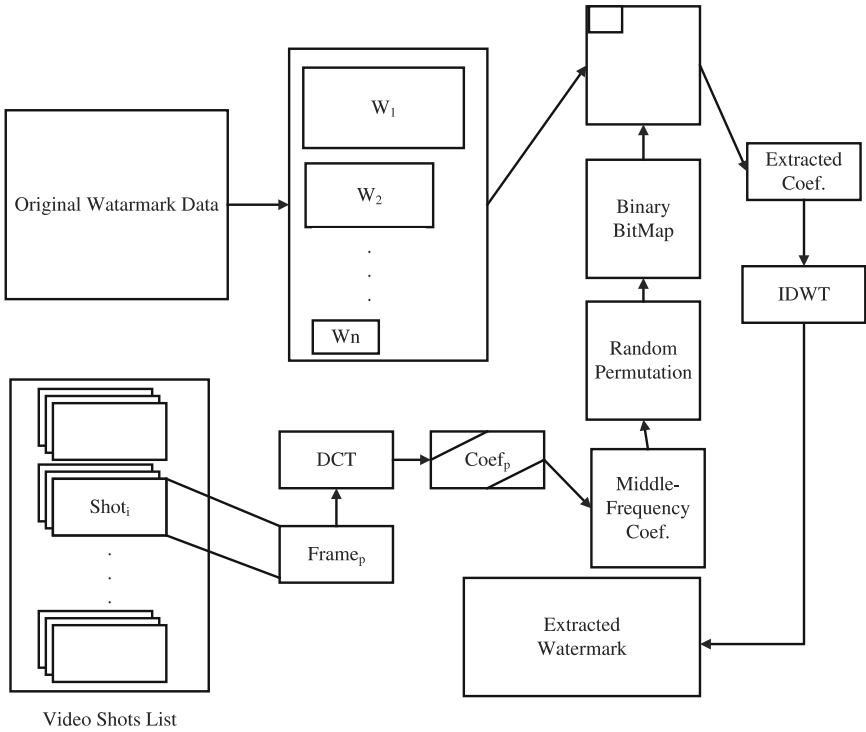 Original Watarmark Data
W1
W2
.
.
.
Wn
Binary
BitMap
Extracted
Coef.
IDWT
Random
Permutation
DCT
Coefp
Middle-
Frequency
Coef.
Shoti
.
.
.
Framep
Extracted
Watermark
Video Shots List